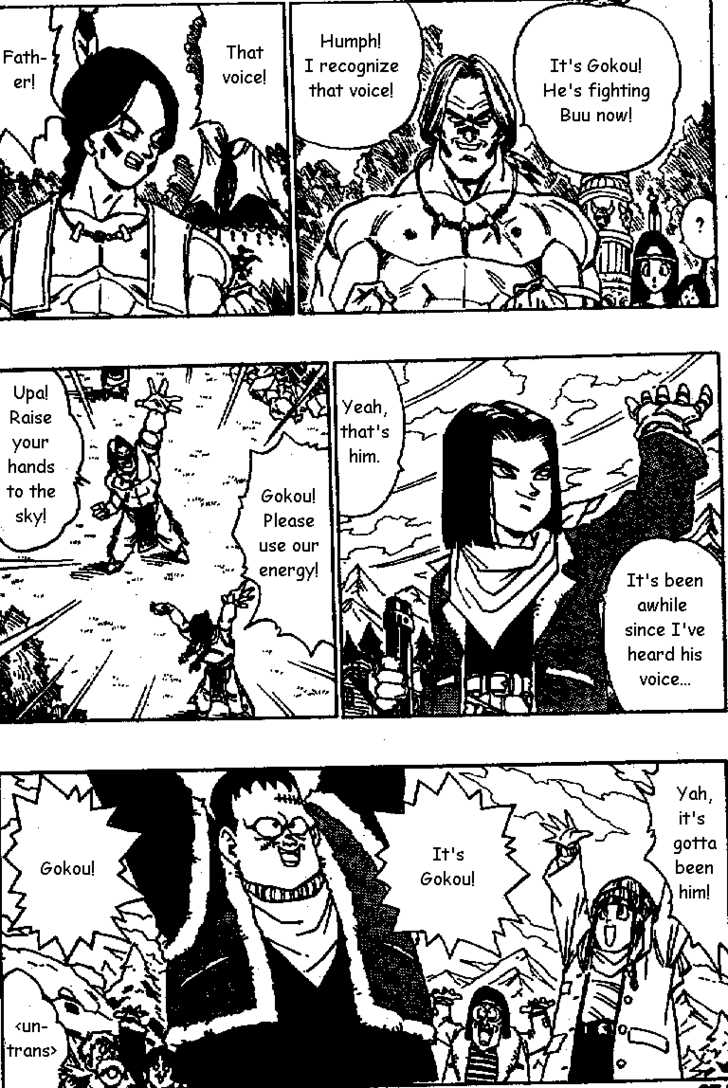 It's Gokou!
He's fighting
Buu now!
?
Humph!
I recognize
that voice!
That
voice!
Fath-
er!
Yeah,
that's
him.
It's been
awhile
since I've
heard his
voice...
Upa!
Raise
your
hands
to the
sky!
Gokou!
Please
use our
energy!
Yah,
it's
gotta
been
him!
It's
Gokou!
Gokou!
<un-
trans>